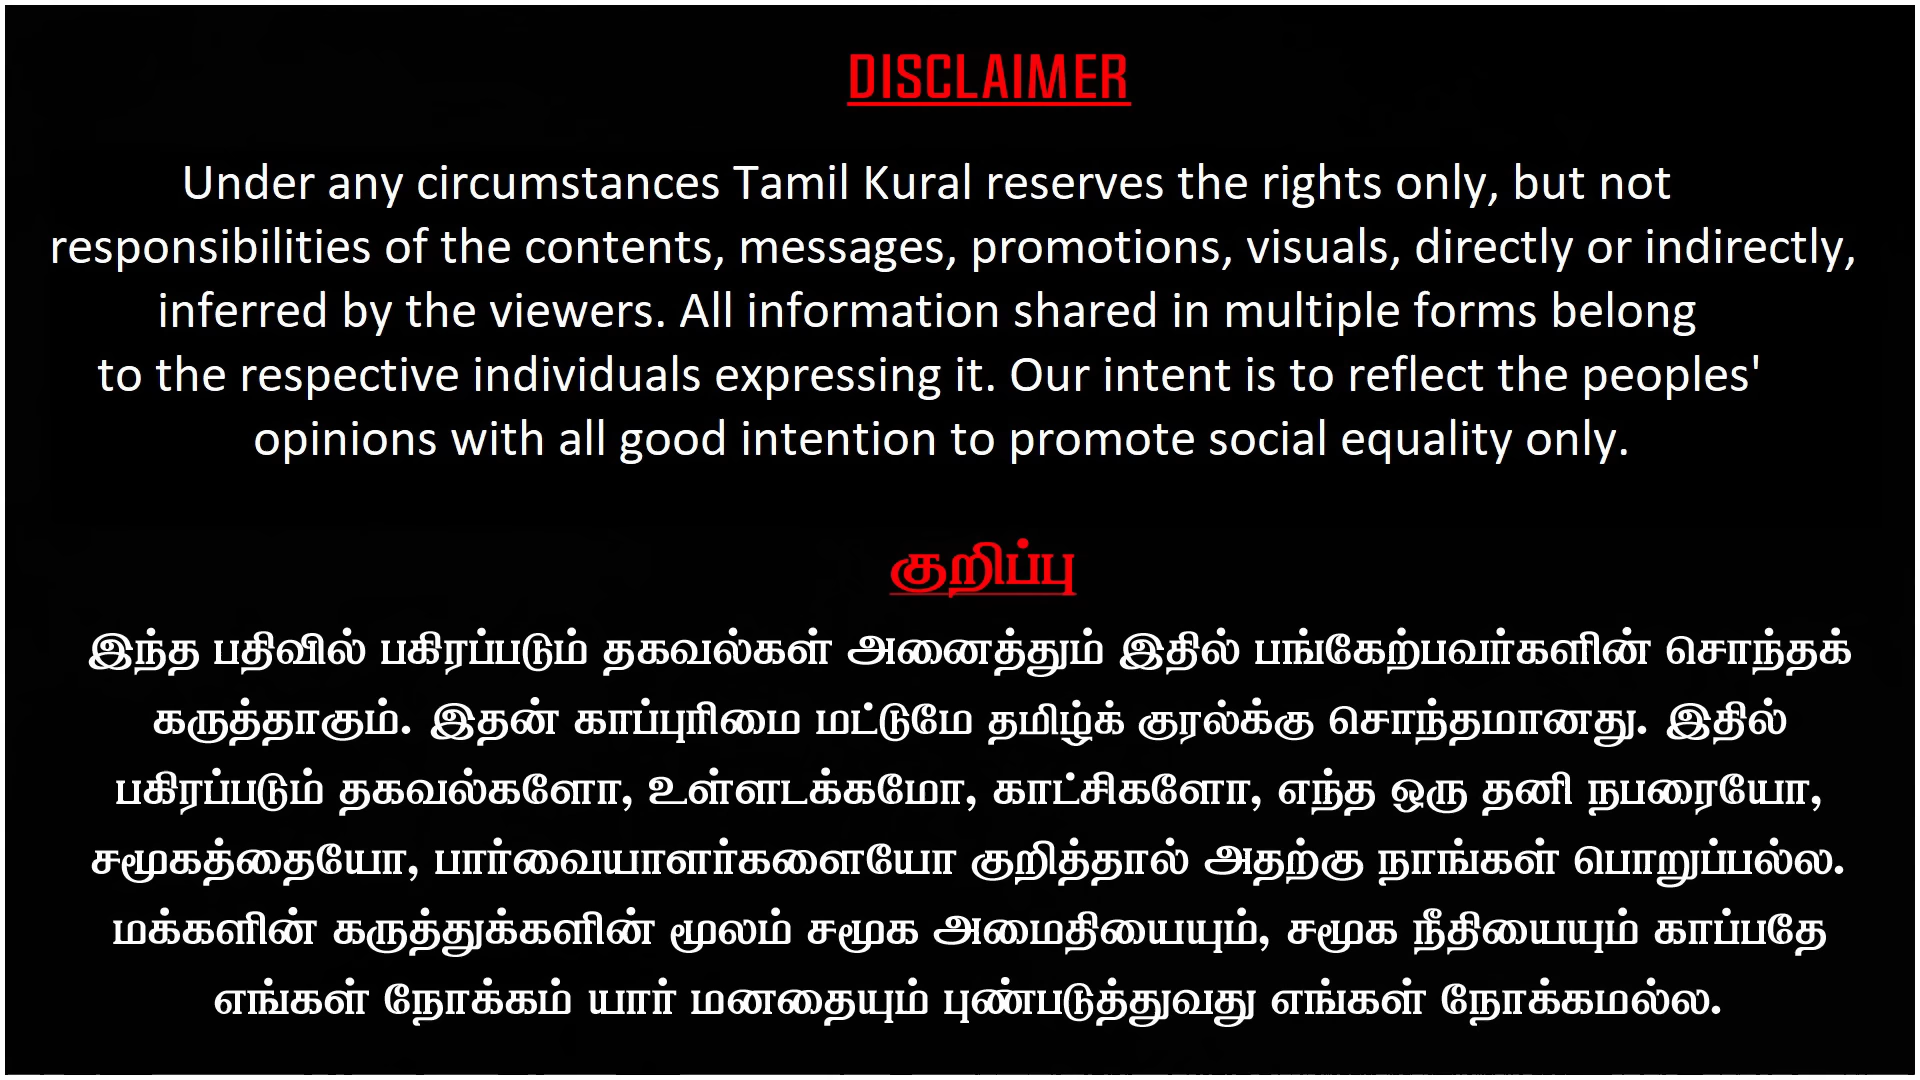 DISCLAIMER
Under any circumstances Tamil Kural reserves the rights only, but not
responsibilities of the contents, messages, promotions, visuals, directly or indirectly,
inferred by the viewers. All information shared in multiple forms belong
to the respective individuals expressing it. Our intent is to reflect the peoples'
opinions with all good intention to promote social equality only.
குறிப்பு
இந்த பதிவில் பகிரப்படும் தகவல்கள் அனைத்தும் இதில் பங்கேற்பவர்களின் சொந்தக்
கருத்தாகும். இதன் காப்புரிமை மட்டுமே தமிழ்க் குரல்க்கு சொந்தமானது. இதில்
பகிரப்படும் தகவல்களோ, உள்ளடக்கமோ, காட்சிகளோ, எந்த ஒரு தனி நபரையோ,
சமூகத்தையோ, பார்வையாளர்களையோ குறித்தால் அதற்கு நாங்கள் பொறுப்பல்ல.
மக்களின் கருத்துக்களின் மூலம் சமூக அமைதியையும், சமூக நீதியையும் காப்பதே
எங்கள் நோக்கம் யார் மனதையும் புண்படுத்துவது எங்கள் நோக்கமல்ல.